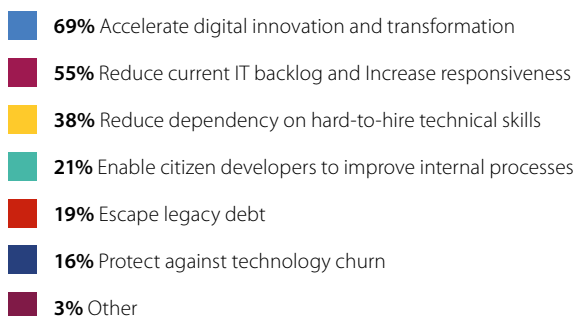 69% Accelerate digital innovation and transformation
55% Reduce current IT backlog and Increase responsiveness
38% Reduce dependency on hard-to-hire technical skills
21% Enable citizen developers to improve internal processes
19% Escape legacy debt
16% Protect against technology churn
3% Other